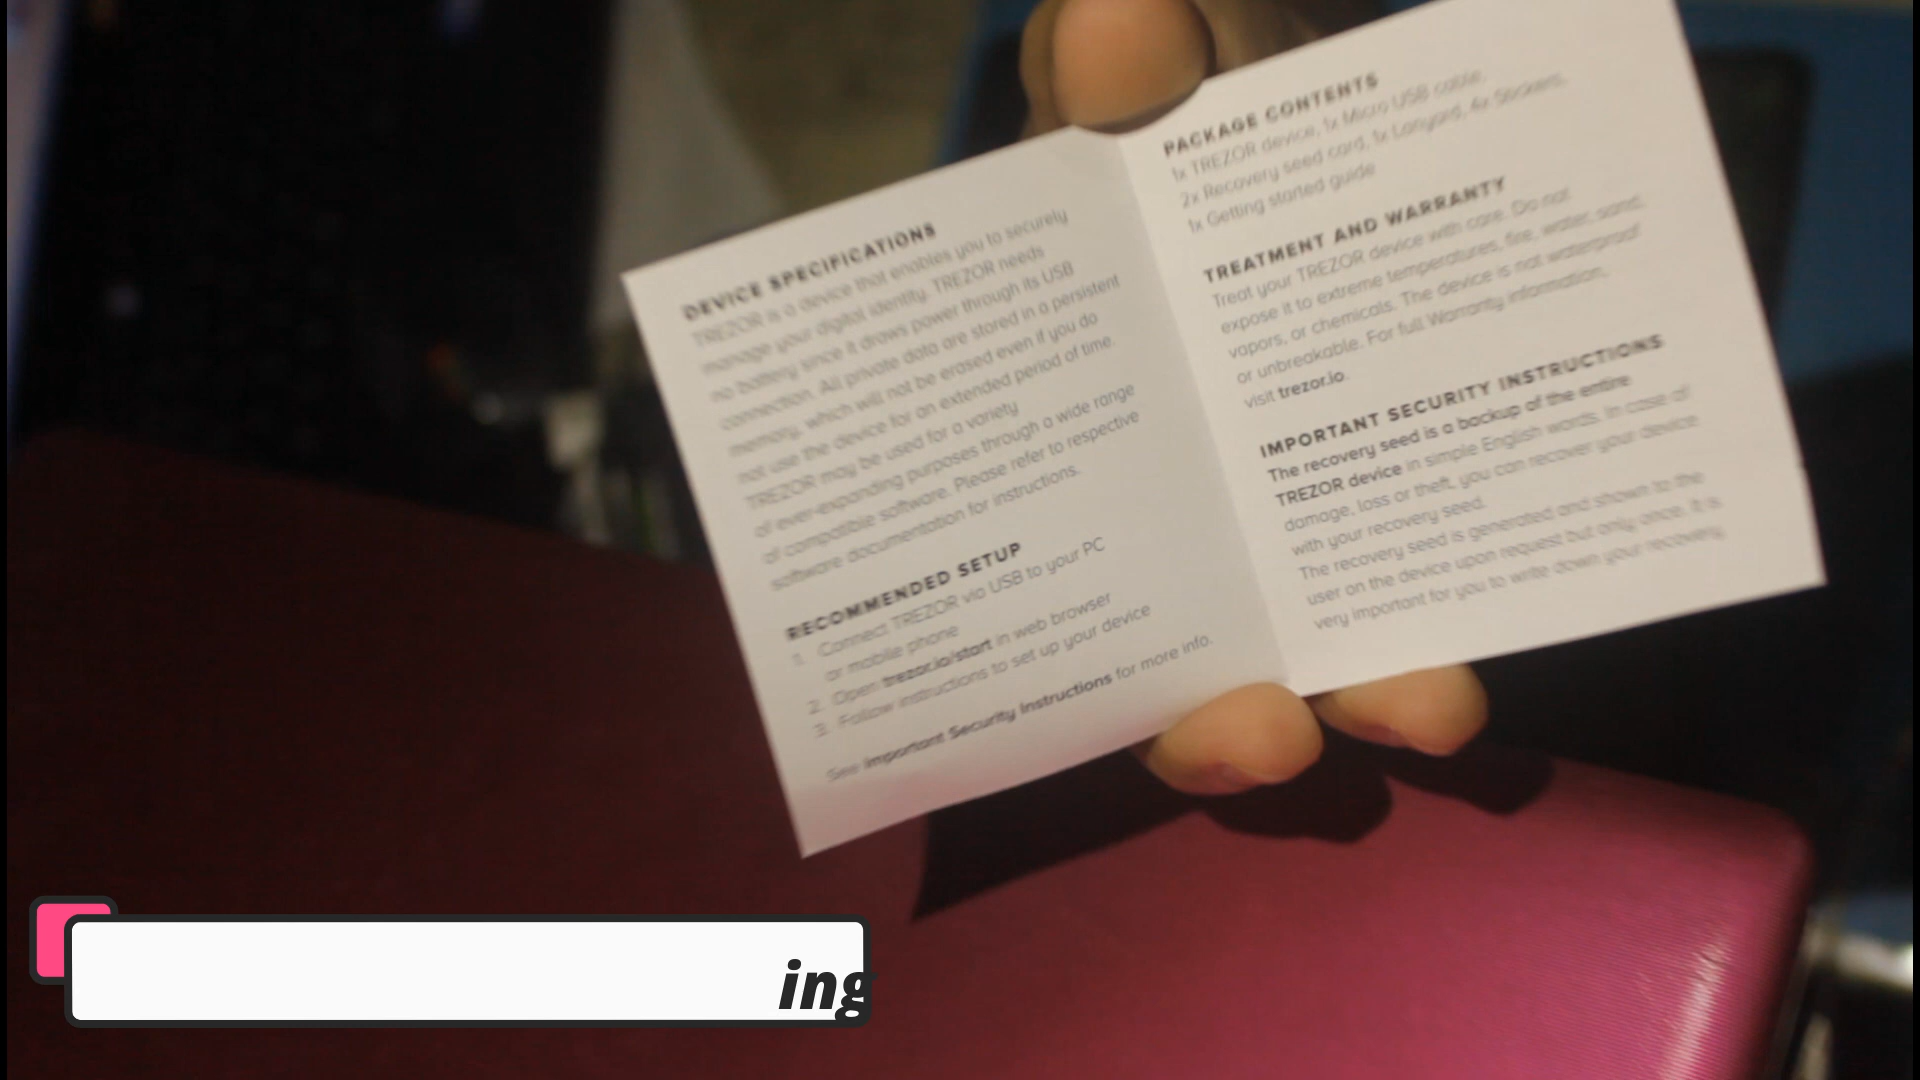 DEVICE SPECIFICATIONS
TREZOR is a device that enables you to securely
manage your digital identity. TREZOR needs
no battery since it draws power through its USB
connection. All private data are stored in a persistent
memory, which will not be erased even if you do
not use the device for an extended period of time.
TREZOR may be used for a variety
of ever-expanding purposes through a wide range
of compatible software. Please refer to respective
software documentation for instructions.
RECOMMENDED SETUP
1. Connect TREZOR via USB to your PC
or mobile phone
2. Open trezor.io/start in web browser
3. Follow instructions to set up your device
See Important Security Instructions for more info.
PACKAGE CONTENTS
1x TREZOR device, 1x Micro USB cable,
2x Recovery seed card, 1x Lanyard, 4x Stickers,
1x Getting started guide
TREATMENT AND WARRANTY
Treat your TREZOR device with care. Do not
expose it to extreme temperatures, fire, water, sand,
vapors, or chemicals. The device is not waterproof
or unbreakable. For full Warranty information,
visit trezor.io.
IMPORTANT SECURITY INSTRUCTIONS
The recovery seed is a backup of the entire
TREZOR device in simple English words. In case of
damage, loss or theft, you can recover your device
with your recovery seed.
The recovery seed is generated and shown to the
user on the device upon request but only once. It is
very important for you to write down your recovery
ing